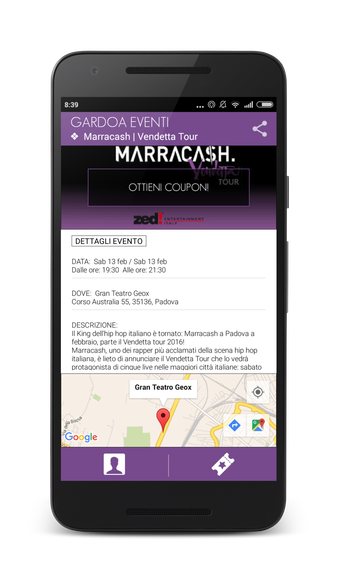 8:39
GARDOA EVENTI
❖ Marracash | Vendetta Tour
MARRACA$H.
Vendetta
TOUR
OTTIENI COUPON!
zed! ENTERTAINMENT
DETTAGLI EVENTO
DATA: Sab 13 feb / Sab 13 feb
Dalle ore: 19:30 Alle ore: 21:30
DOVE: Gran Teatro Geox
Corso Australia 55, 35136, Padova
DESCRIZIONE:
Il King dell'hip hop italiano è tornato: Marracash a Padova a
febbraio, parte il Vendetta tour 2016!
Marracash, uno dei rapper più acclamati della scena hip hop
italiana, è lieto di annunciare il Vendetta Tour che lo vedrà
protagonista di cinque live nelle maggiori città italiane: sabato
Gran Teatro Geox
Google